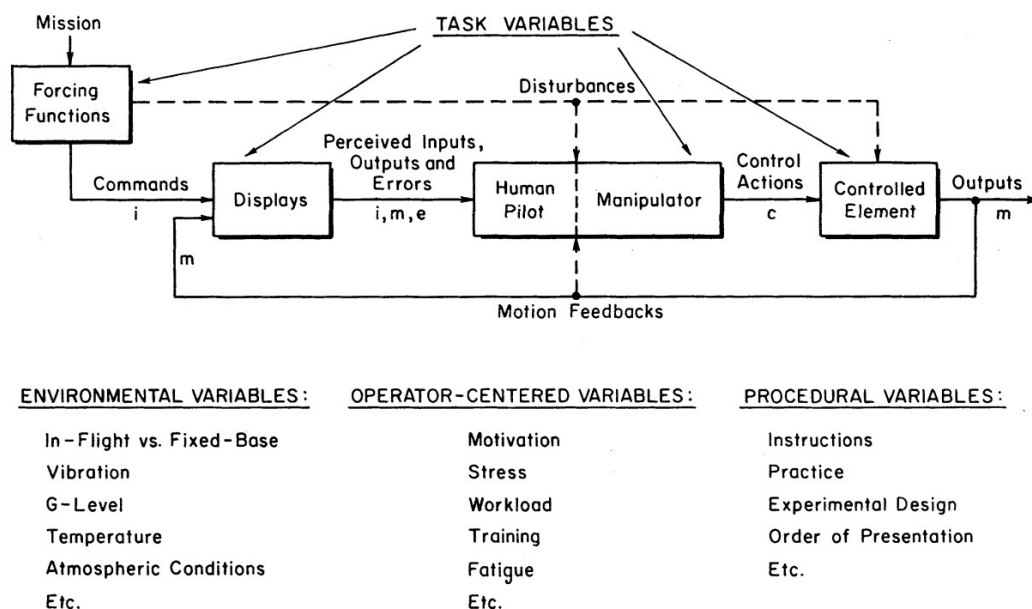 Mission
TASK VARIABLES
Forcing
Functions
Disturbances
Perceived Inputs,
Outputs and
Errors
Commands
i
Displays
i,m,e
Human
Pilot
Manipulator
Control
Actions
c
Controlled
Element
Outputs
m
m
Motion Feedbacks
ENVIRONMENTAL VARIABLES:
In-Flight vs. Fixed-Base
Vibration
G-Level
Temperature
Atmospheric Conditions
Etc.
OPERATOR-CENTERED VARIABLES:
Motivation
Stress
Workload
Training
Fatigue
Etc.
PROCEDURAL VARIABLES:
Instructions
Practice
Experimental Design
Order of Presentation
Etc.